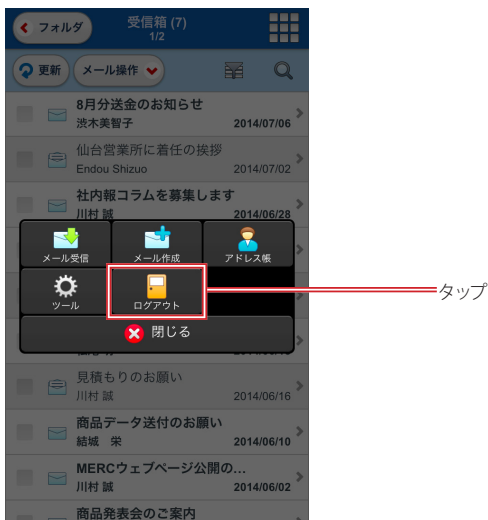 フォルダ
受信箱 (7)
1/2
更新
メール操作
8月分送金のお知らせ
渋木美智子
2014/07/06
仙台営業所に着任の挨拶
Endou Shizuo
2014/07/02
社内報コラムを募集します
川村 誠
2014/06/28
メール受信
メール作成
アドレス帳
ツール
ログアウト
タップ
閉じる
見積もりのお願い
川村 誠
2014/06/16
商品データ送付のお願い
結城　栄
2014/06/10
MERCウェブページ公開の...
川村 誠
2014/06/02
商品発表会のご案内